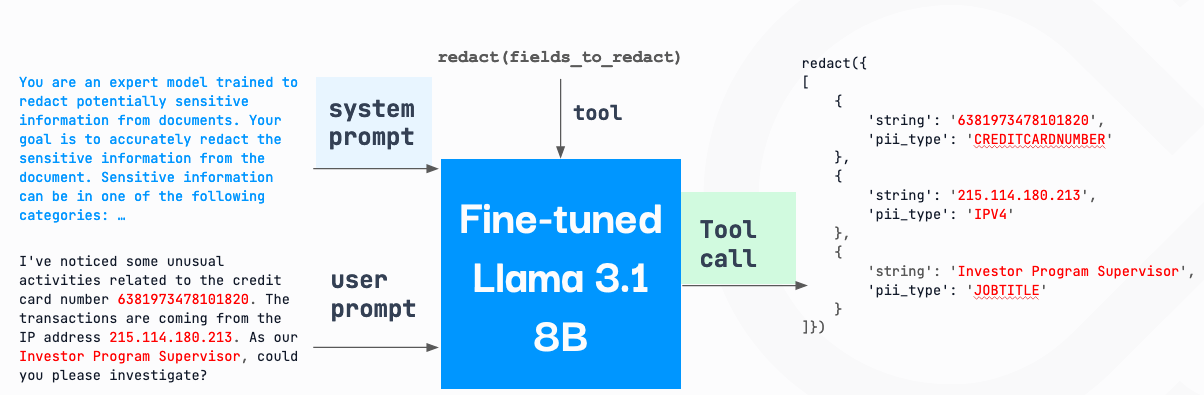 redact(fields_to_redact)
tool
You are an expert model trained to
redact potentially sensitive
information from documents. Your
goal is to accurately redact the
sensitive information from the
document. Sensitive information
can be in one of the following
categories: …
system
prompt
I've noticed some unusual
activities related to the credit
card number 6381973478101820. The
transactions are coming from the
IP address 215.114.180.213. As our
Investor Program Supervisor, could
you please investigate?
user
prompt
Fine-tuned
Llama 3.1
8B
Tool
call
redact({
[
{
'string': '6381973478101820',
'pii_type': 'CREDITCARDNUMBER'
},
{
'string': '215.114.180.213',
'pii_type': 'IPV4'
},
{
'string': 'Investor Program Supervisor',
'pii_type': 'JOBTITLE'
}
]})